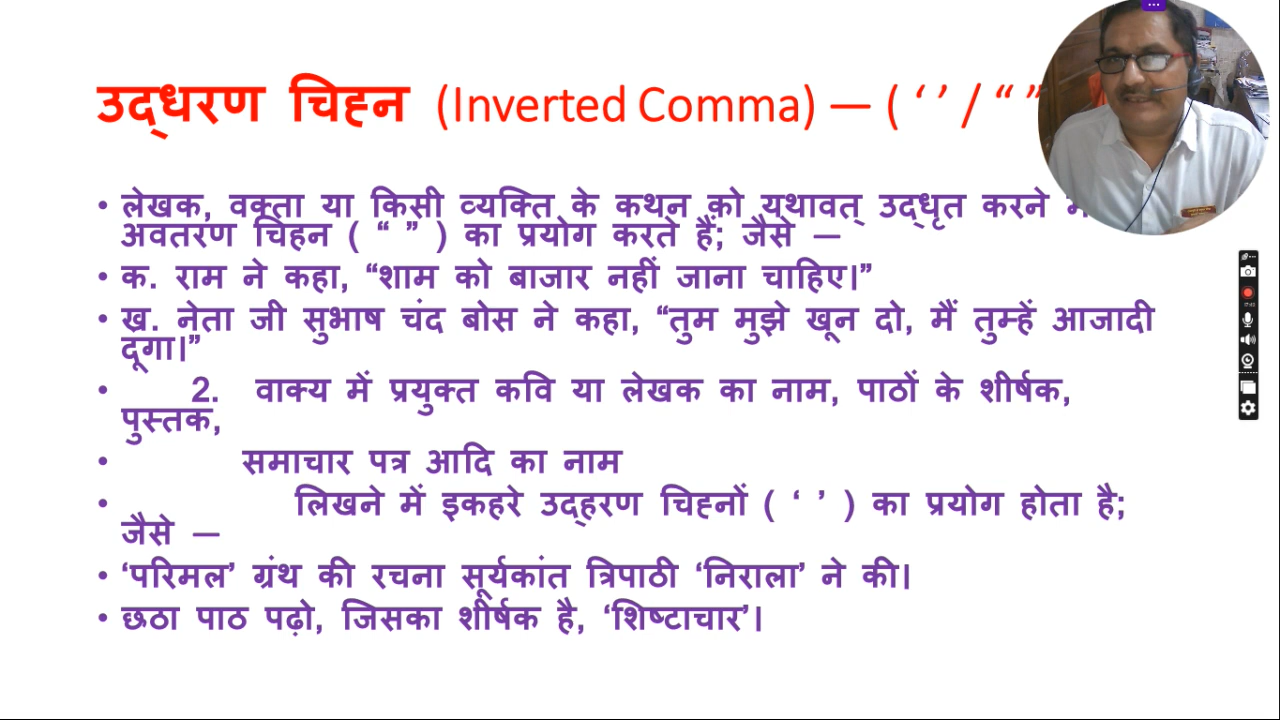 उद्धरण चिह्न (Inverted Comma) — ( ‘ ’ / “ ”
• लेखक, वक्ता या किसी व्यक्ति के कथन को यथावत् उद्धृत करने
अवतरण चिहन ( “ ” ) का प्रयोग करते हैं; जैसे —
• क. राम ने कहा, “शाम को बाजार नहीं जाना चाहिए।”
• ख. नेता जी सुभाष चंद बोस ने कहा, “तुम मुझे खून दो, मैं तुम्हें आजादी
दूगा।”
• 2. वाक्य में प्रयुक्त कवि या लेखक का नाम, पाठों के शीर्षक,
पुस्तक,
• समाचार पत्र आदि का नाम
• लिखने में इकहरे उद्हरण चिह्नों ( ‘ ’ ) का प्रयोग होता है;
जैसे —
• ‘परिमल’ ग्रंथ की रचना सूर्यकांत त्रिपाठी ‘निराला’ ने की।
• छठा पाठ पढ़ो, जिसका शीर्षक है, ‘शिष्टाचार’।